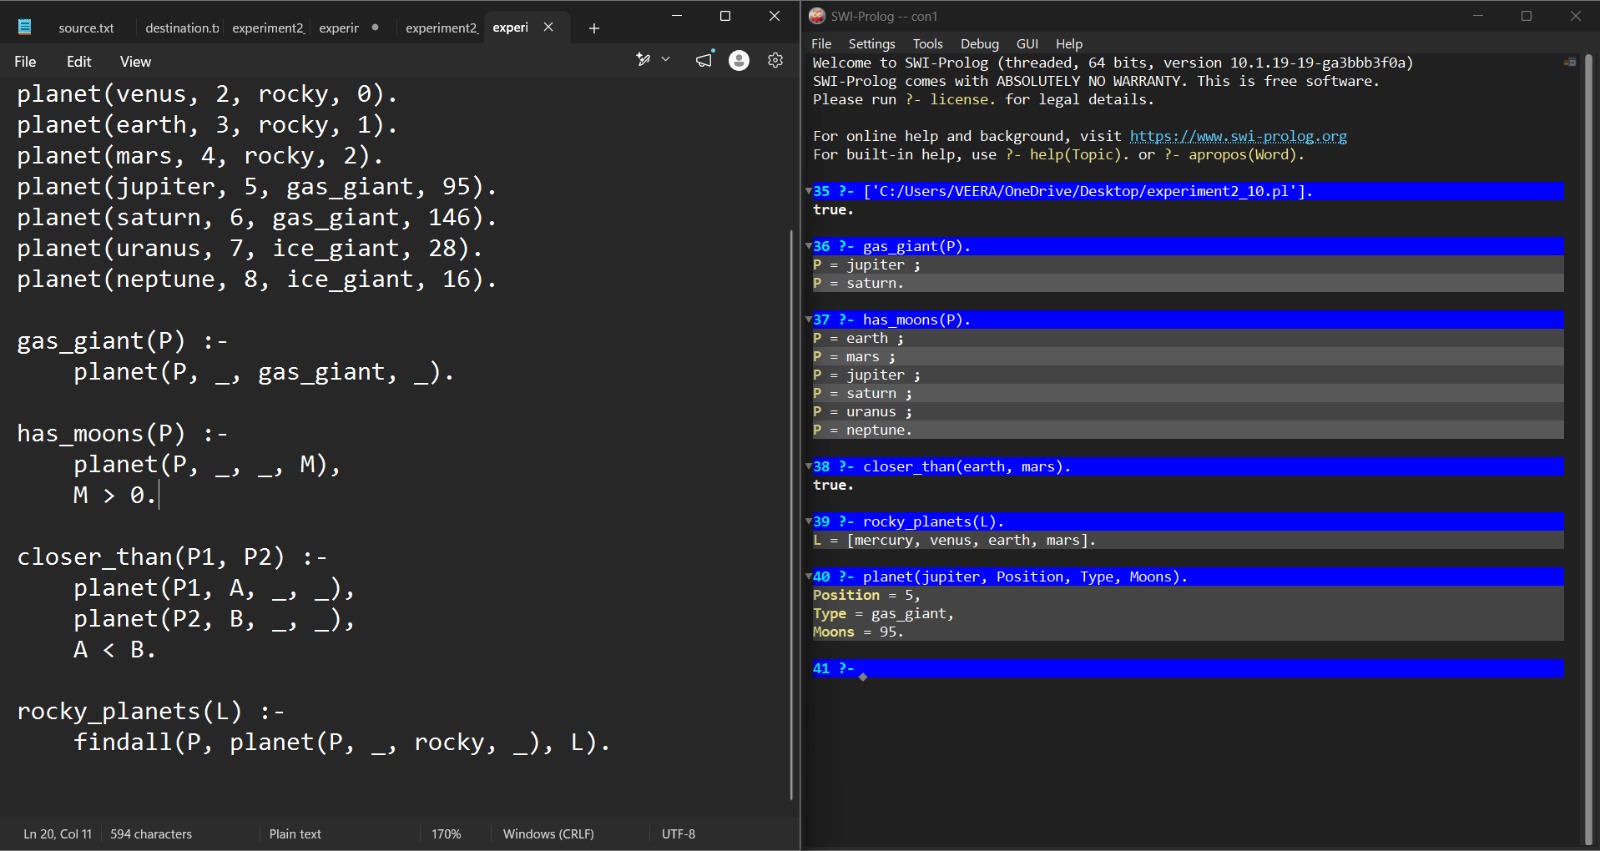 source.txt
destination.tx
experiment2_
experir
experiment2_
experi
File
Edit
View
planet(venus, 2, rocky, 0).
planet(earth, 3, rocky, 1).
planet(mars, 4, rocky, 2).
planet(jupiter, 5, gas_giant, 95).
planet(saturn, 6, gas_giant, 146).
planet(uranus, 7, ice_giant, 28).
planet(neptune, 8, ice_giant, 16).
gas_giant(P) :-
planet(P, _, gas_giant, _).
has_moons(P) :-
planet(P, _, _, M),
M > 0.
closer_than(P1, P2) :-
planet(P1, A, _, _),
planet(P2, B, _, _),
A < B.
rocky_planets(L) :-
findall(P, planet(P, _, rocky, _), L).
Ln 20, Col 11
594 characters
Plain text
170%
Windows (CRLF)
UTF-8
SWI-Prolog -- con1
File
Settings
Tools
Debug
GUI
Help
Welcome to SWI-Prolog (threaded, 64 bits, version 10.1.19-19-ga3bbb3f0a)
SWI-Prolog comes with ABSOLUTELY NO WARRANTY. This is free software.
Please run ?- license. for legal details.
For online help and background, visit https://www.swi-prolog.org
For built-in help, use ?- help(Topic). or ?- apropos(Word).
35 ?- ['C:/Users/VEERA/OneDrive/Desktop/experiment2_10.pl'].
true.
36 ?- gas_giant(P).
P = jupiter ;
P = saturn.
37 ?- has_moons(P).
P = earth ;
P = mars ;
P = jupiter ;
P = saturn ;
P = uranus ;
P = neptune.
38 ?- closer_than(earth, mars).
true.
39 ?- rocky_planets(L).
L = [mercury, venus, earth, mars].
40 ?- planet(jupiter, Position, Type, Moons).
Position = 5,
Type = gas_giant,
Moons = 95.
41 ?-